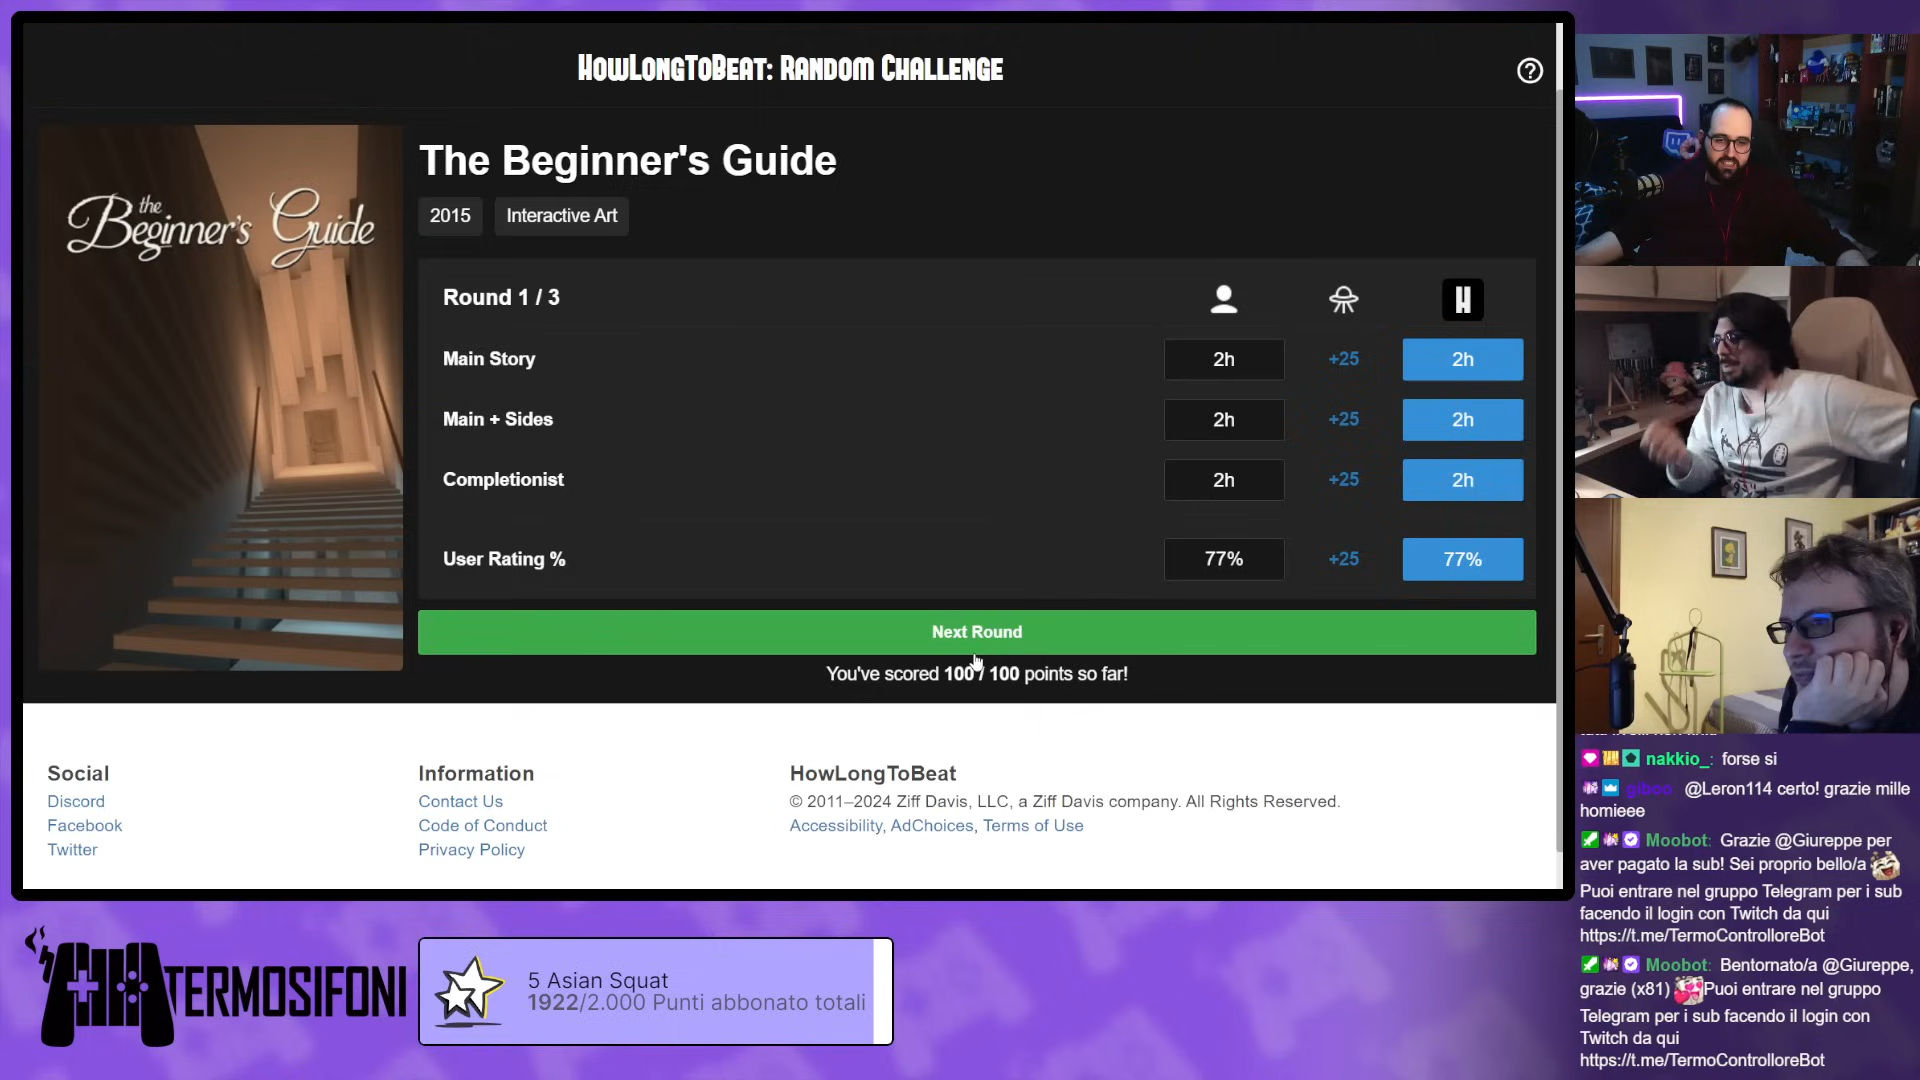 HowLongToBeat: Random Challenge
the
Beginner's Guide
The Beginner's Guide
2015
Interactive Art
Round 1 / 3
H
Main Story
2h
+25
2h
Main + Sides
2h
+25
2h
Completionist
2h
+25
2h
User Rating %
77%
+25
77%
Next Round
You've scored 100 / 100 points so far!
Social
Discord
Facebook
Twitter
Information
Contact Us
Code of Conduct
Privacy Policy
HowLongToBeat
© 2011–2024 Ziff Davis, LLC, a Ziff Davis company. All Rights Reserved.
Accessibility, AdChoices, Terms of Use
TERMOSIFONI
5 Asian Squat
1922/2.000 Punti abbonato totali
nakkio_: forse si
giboo: @Leron114 certo! grazie mille
homieee
Moobot: Grazie @Giureppe per
aver pagato la sub! Sei proprio bello/a
Puoi entrare nel gruppo Telegram per i sub
facendo il login con Twitch da qui
https://t.me/TermoControlloreBot
Moobot: Bentornato/a @Giureppe,
grazie (x81) Puoi entrare nel gruppo
Telegram per i sub facendo il login con
Twitch da qui
https://t.me/TermoControlloreBot